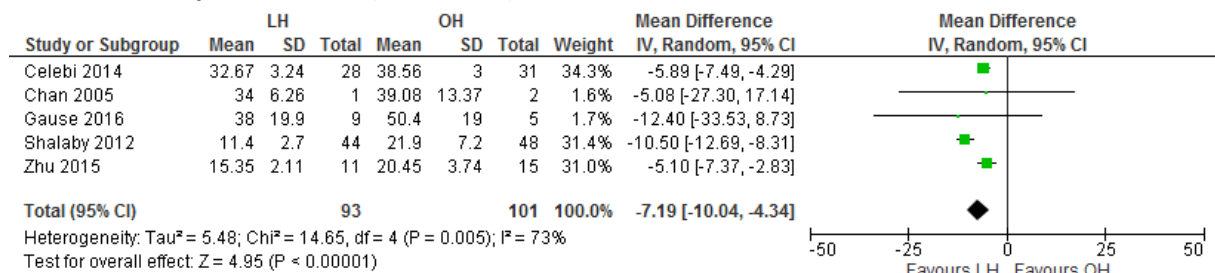 LH OH Mean Difference Mean Difference
Study or Subgroup Mean SD Total Mean SD Total Weight IV, Random, 95% CI IV, Random, 95% CI
Celebi 2014 32.67 3.24 28 38.56 3 31 34.3% -5.89 [-7.49, -4.29]
Chan 2005 34 6.26 1 39.08 13.37 2 1.6% -5.08 [-27.30, 17.14]
Gause 2016 38 19.9 9 50.4 19 5 1.7% -12.40 [-33.53, 8.73]
Shalaby 2012 11.4 2.7 44 21.9 7.2 48 31.4% -10.50 [-12.69, -8.31]
Zhu 2015 15.35 2.11 11 20.45 3.74 15 31.0% -5.10 [-7.37, -2.83]
Total (95% CI) 93 101 100.0% -7.19 [-10.04, -4.34]
Heterogeneity: Tau² = 5.48; Chi² = 14.65, df = 4 (P = 0.005); I² = 73%
Test for overall effect: Z = 4.95 (P < 0.00001)
-50 -25 0 25 50
Favours LH Favours OH